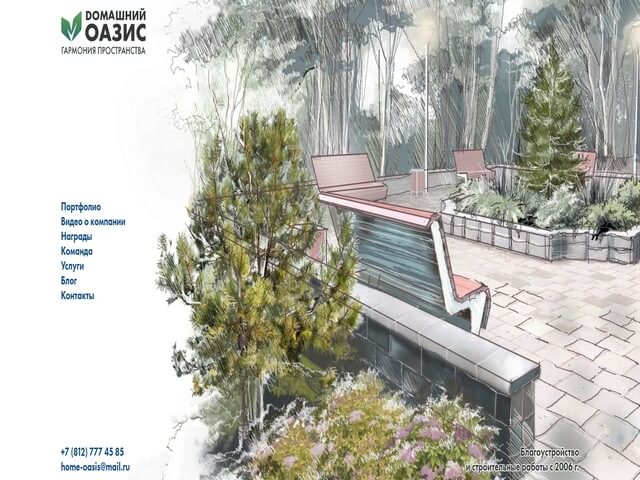 DОМАШНИЙ
ОАЗИС
ГАРМОНИЯ ПРОСТРАНСТВА
Портфолио
Видео о компании
Награды
Команда
Услуги
Блог
Контакты
+7 (812) 777 45 85
home-oasis@mail.ru
Благоустройство
и строительные работы с 2006 г.